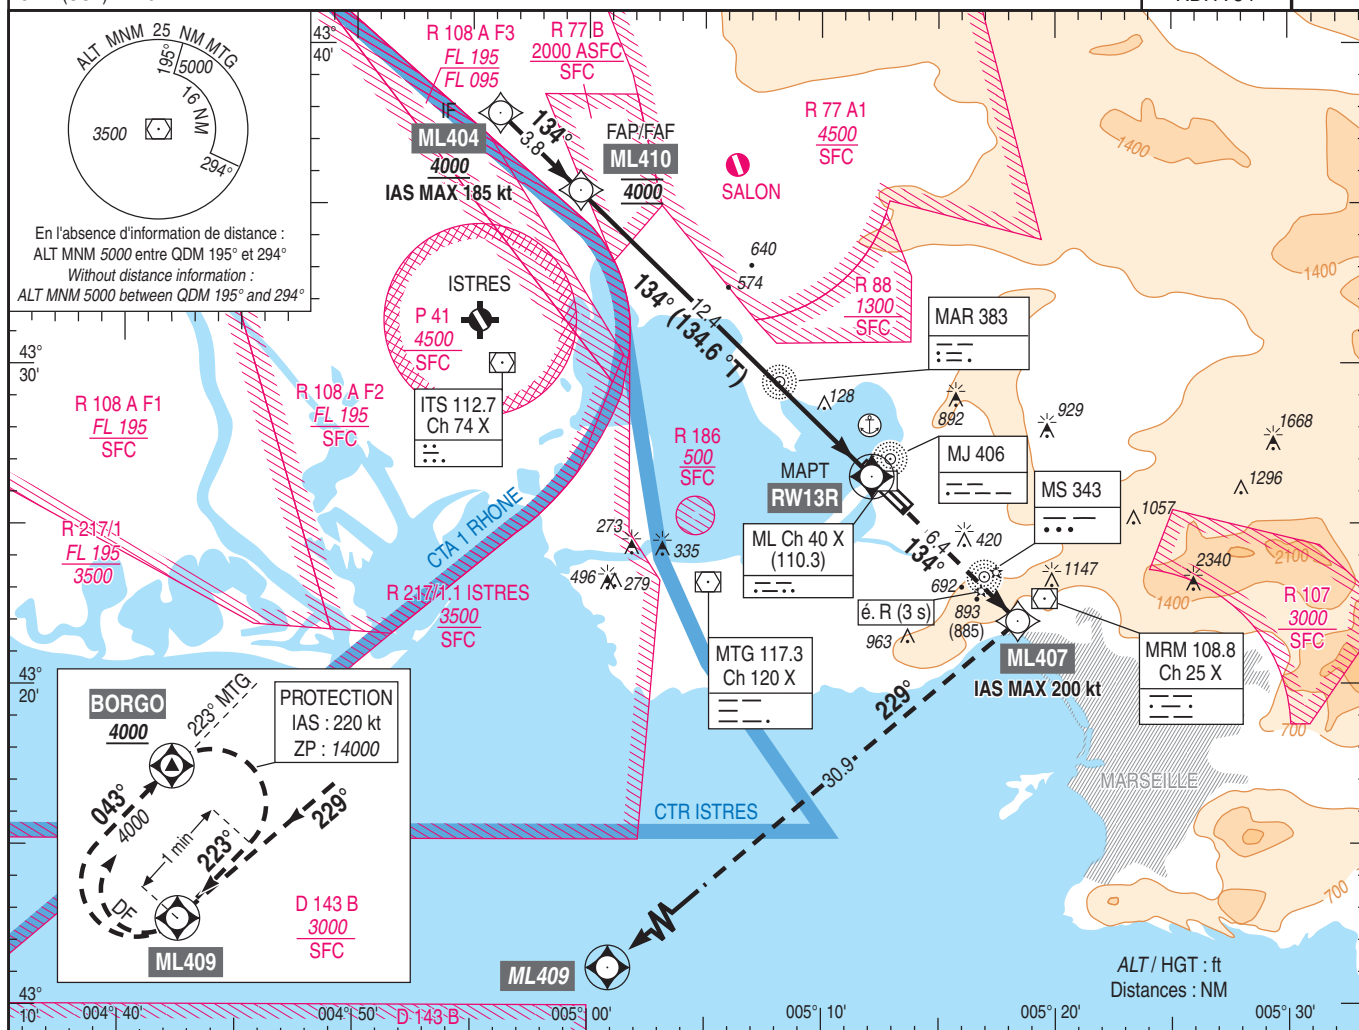 ALT MNM 25 NM MTG
195°
5000
16 NM
3500
294°
En l'absence d'information de distance :
ALT MNM 5000 entre QDM 195° et 294°
Without distance information :
ALT MNM 5000 between QDM 195° and 294°
43°
40'
R 108 A F3
FL 195
FL 095
R 77 B
2000 ASFC
SFC
IF
ML404
4000
IAS MAX 185 kt
134°
3.8
FAP/FAF
ML410
4000
R 77 A1
4500
SFC
SALON
1400
1400
640
574
ISTRES
P 41
4500
SFC
134° (134.6 °T)
12.4
R 88
1300
SFC
MAR 383
43°
30'
R 108 A F1
FL 195
SFC
R 108 A F2
FL 195
SFC
ITS 112.7
Ch 74 X
128
892
929
1668
R 186
500
SFC
MAPT
RW13R
MJ 406
1296
MS 343
1057
R 217/1
FL 195
3500
CTA 1 RHONE
273
335
496
279
ML Ch 40 X
(110.3)
6.4
134°
420
2100
2340
1147
1400
R 217/1.1 ISTRES
3500
SFC
692
893
(885)
é. R (3 s)
963
R 107
3000
SFC
MTG 117.3
Ch 120 X
ML407
IAS MAX 200 kt
MRM 108.8
Ch 25 X
43°
20'
700
BORGO
4000
223° MTG
PROTECTION
IAS : 220 kt
ZP : 14000
043°
4000
1 min
223°
229°
DF
ML409
D 143 B
3000
SFC
229°
30.9
MARSEILLE
CTR ISTRES
700
ML409
ALT / HGT : ft
Distances : NM
43°
10'
004° 40'
004° 50'
D 143 B
005° 00'
005° 10'
005° 20'
005° 30'